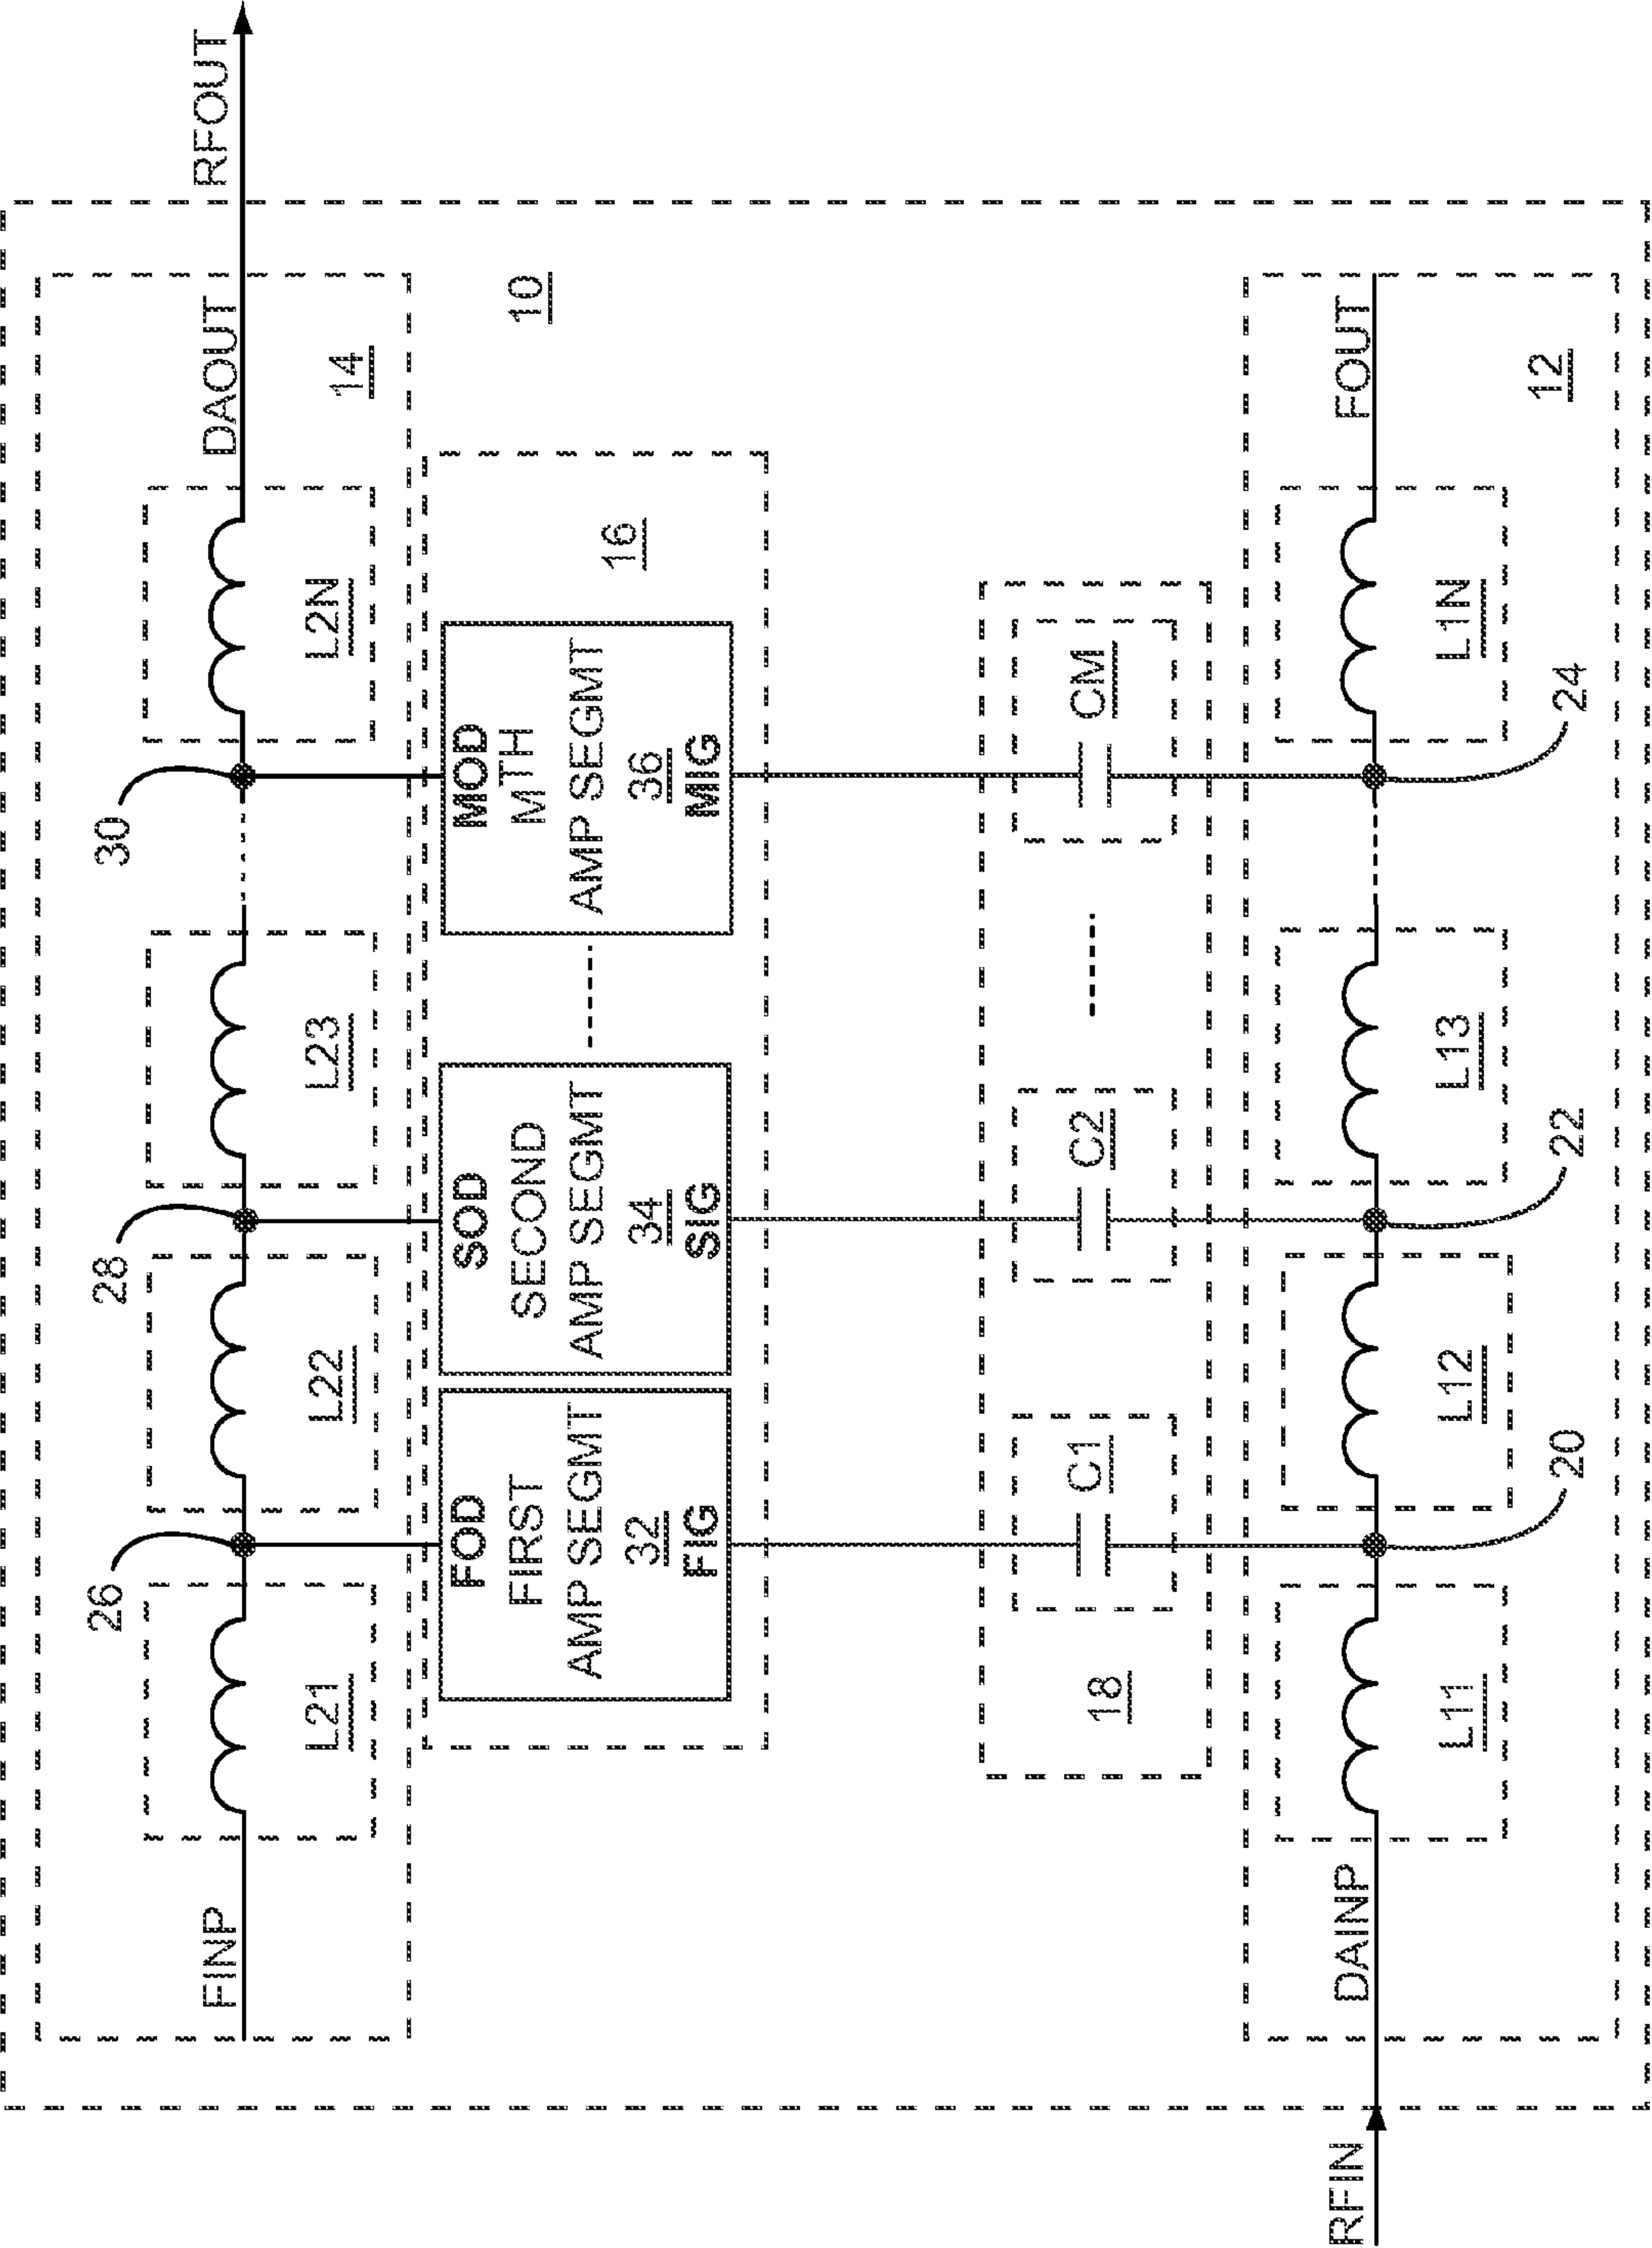 RFOUT
30
28
26
FINP
DAOUT
L21
L22
L23
L2N
14
FOD
FIRST
AMP SEGMT
32
FIG
SOD
SECOND
AMP SEGMT
34
SIG
MOD
MTH
AMP SEGMT
36
MIG
16
10
18
C1
C2
CM
RFIN
DAINP
FOUT
L11
L12
L13
L1N
12
20
22
24